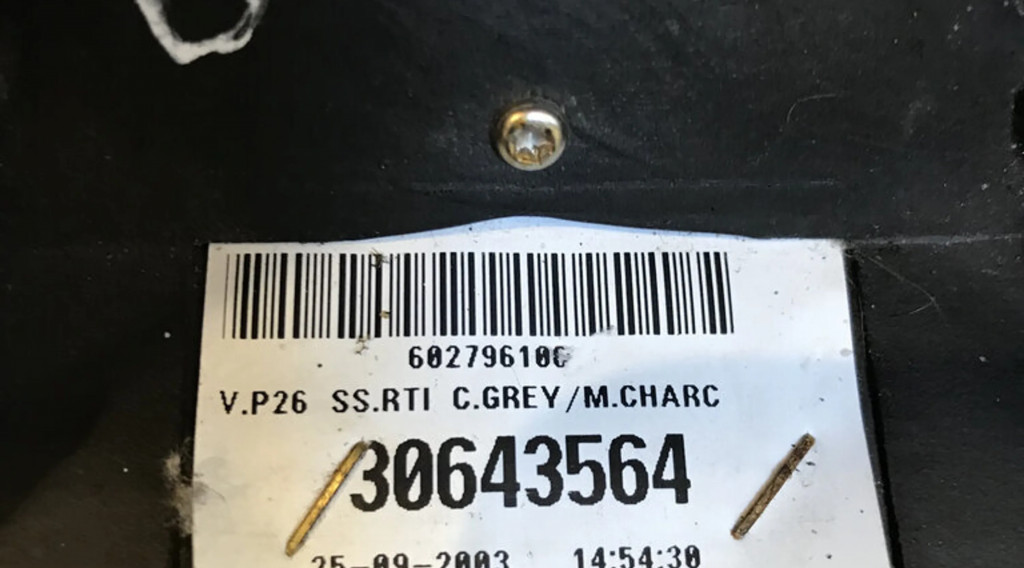 V.P26 SS.RTI C.GREY/M.CHARC
30643564
25-09-2003 14:54:30